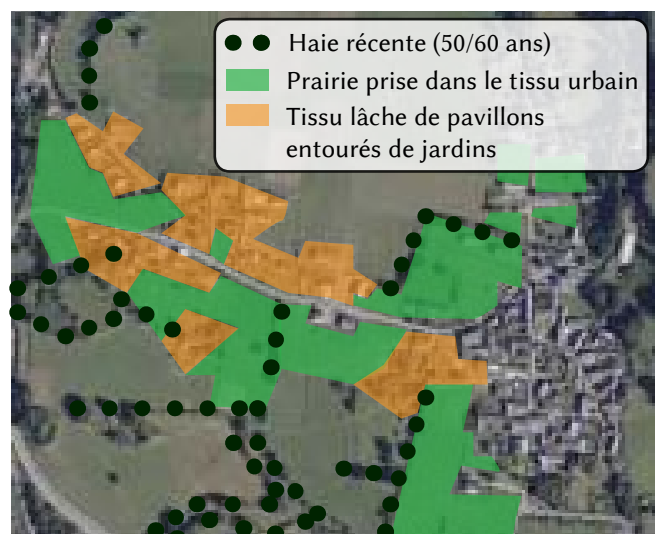 Haie récente (50/60 ans)
Prairie prise dans le tissu urbain
Tissu lâche de pavillons
entourés de jardins